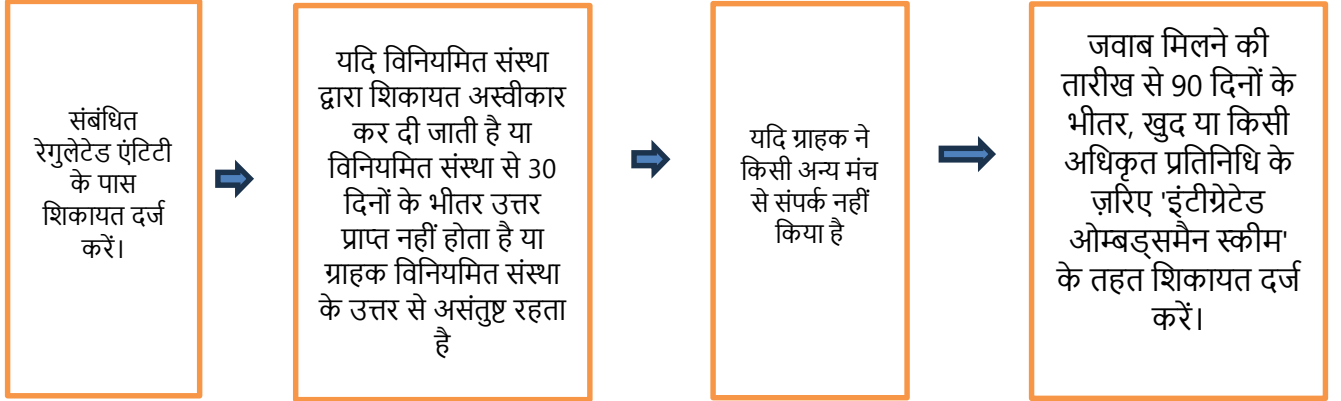 संबंधित
रेगुलेटेड एंटिटी
के पास
शिकायत दर्ज
करें।
यदि विनियमित संस्था
द्वारा शिकायत अस्वीकार
कर दी जाती है या
विनियमित संस्था से 30
दिनों के भीतर उत्तर
प्राप्त नहीं होता है या
ग्राहक विनियमित संस्था
के उत्तर से असंतुष्ट रहता
है
यदि ग्राहक ने
किसी अन्य मंच
से संपर्क नहीं
किया है
जवाब मिलने की
तारीख से 90 दिनों के
भीतर, खुद या किसी
अधिकृत प्रतिनिधि के
ज़रिए 'इंटीग्रेटेड
ओम्बड्समैन स्कीम'
के तहत शिकायत दर्ज
करें।